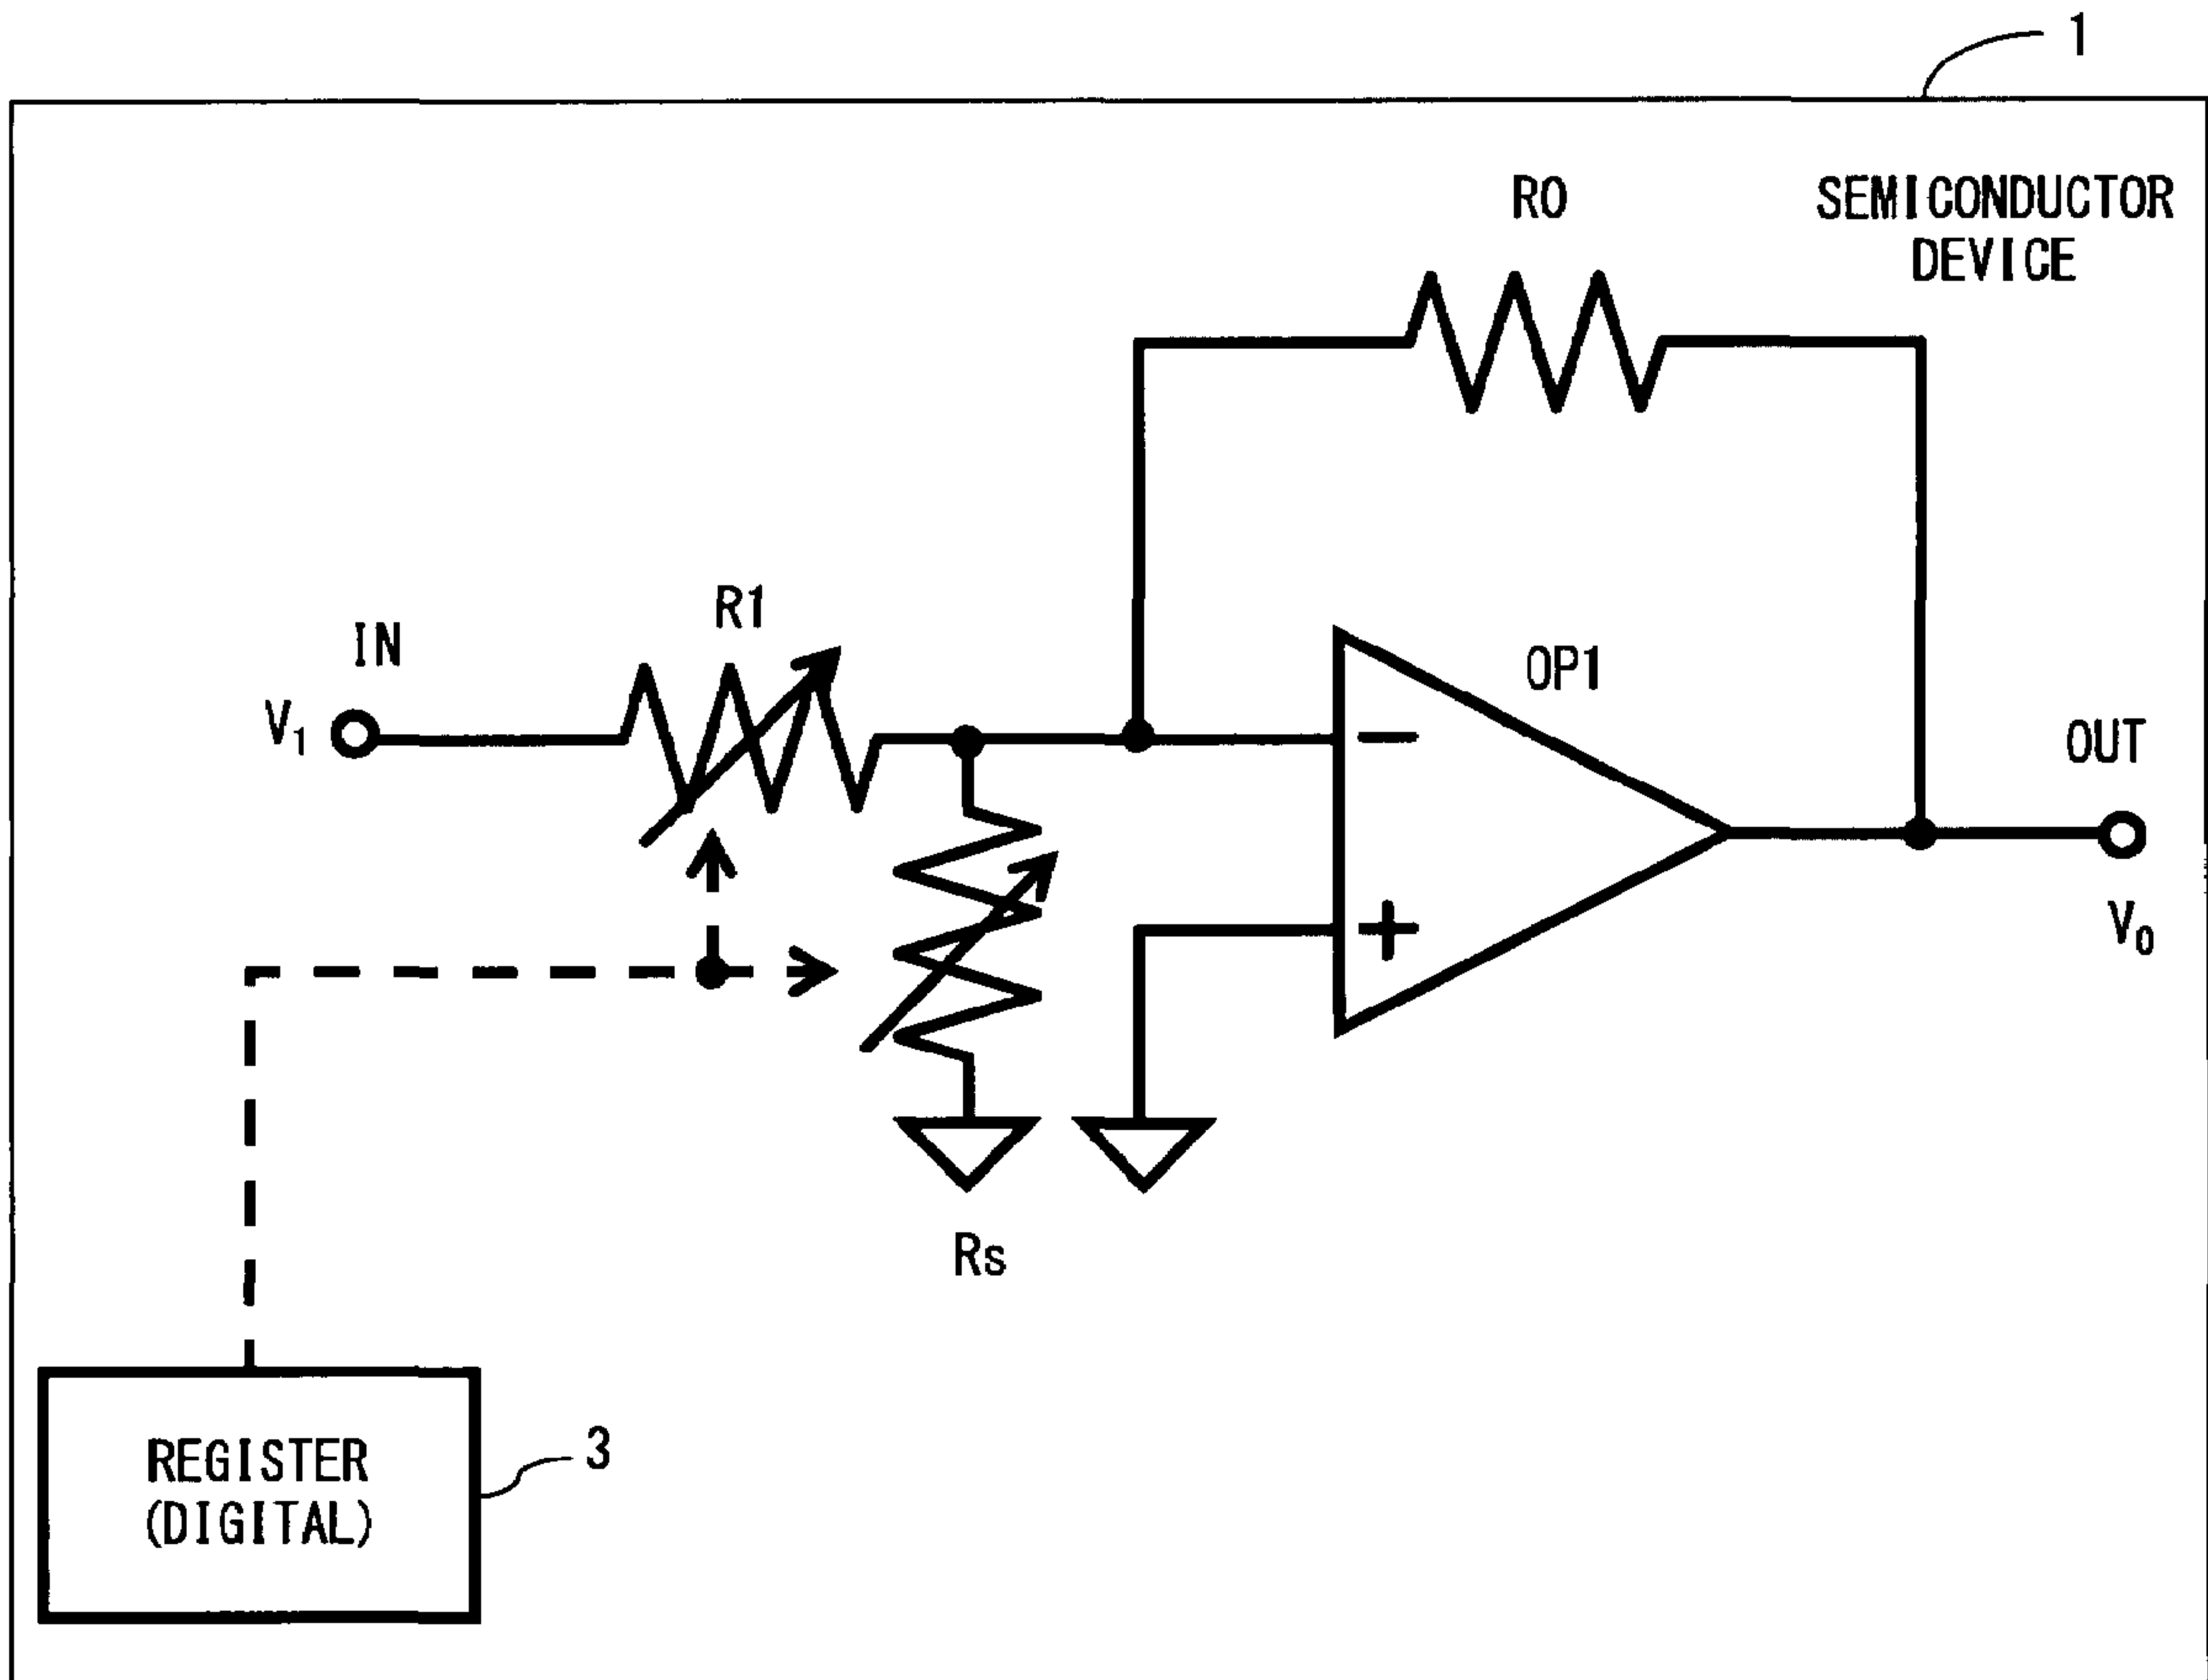 1
SEMICONDUCTOR
DEVICE
R0
R1
IN
V1
OP1
OUT
V0
Rs
REGISTER
(DIGITAL)
3